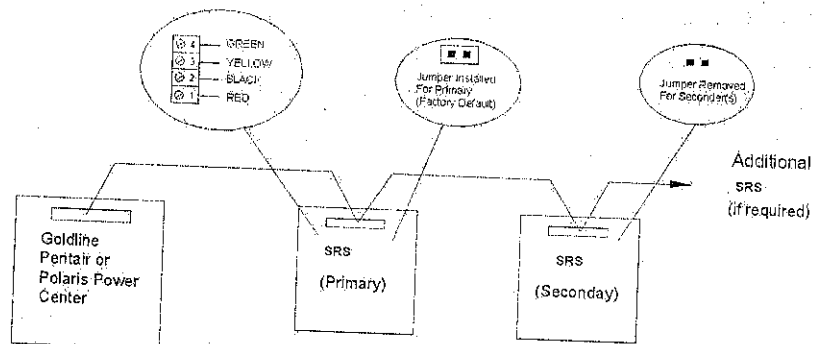 4 GREEN
3 YELLOW
2 BLACK
1 RED
Jumper Installed
For Primary
(Factory Default)
Jumper Removed
For Seconder(s)
Additional
SRS
(if required)
Goldline
Pentair or
Polaris Power
Center
SRS
(Primary)
SRS
(Seconday)